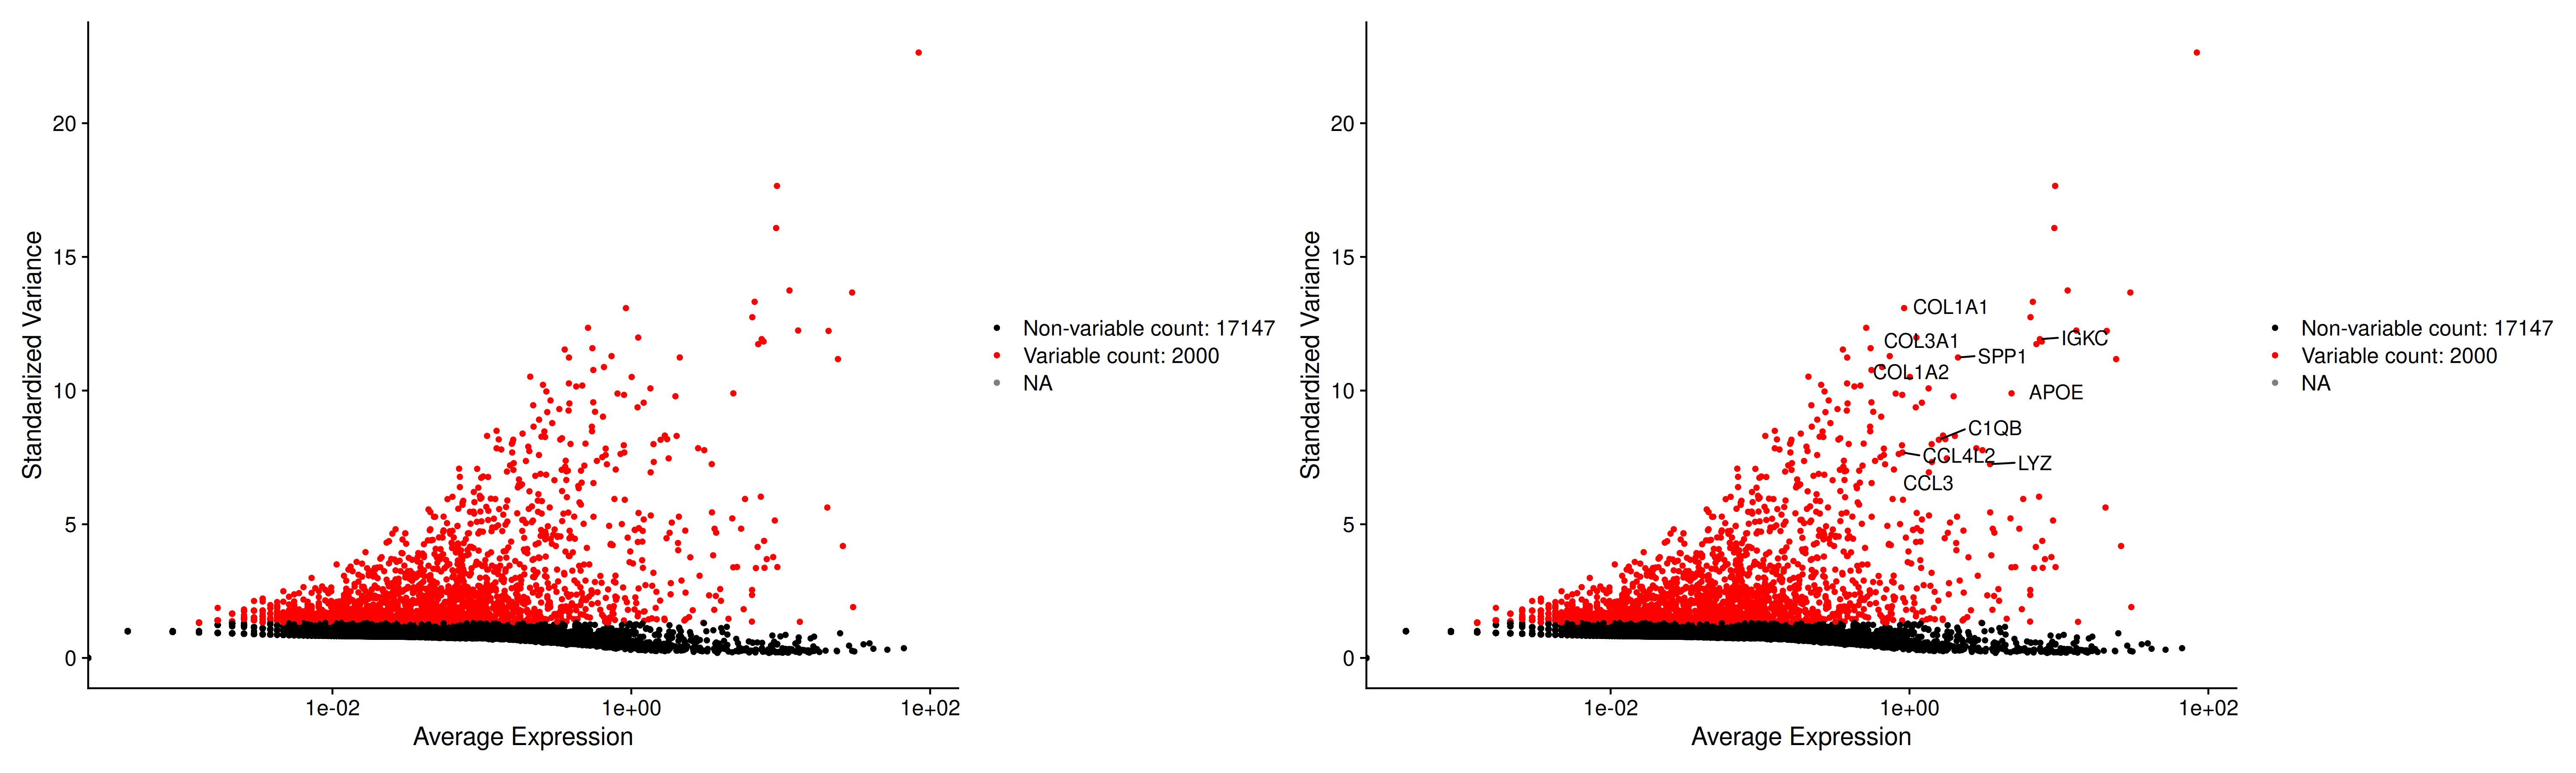 20
15
10
5
0
Standardized Variance
1e-02
1e+00
1e+02
Average Expression
Non-variable count: 17147
Variable count: 2000
NA
20
15
10
5
0
Standardized Variance
COL1A1
COL3A1
IGKC
SPP1
COL1A2
APOE
C1QB
CCL4L2
LYZ
CCL3
1e-02
1e+00
1e+02
Average Expression
Non-variable count: 17147
Variable count: 2000
NA